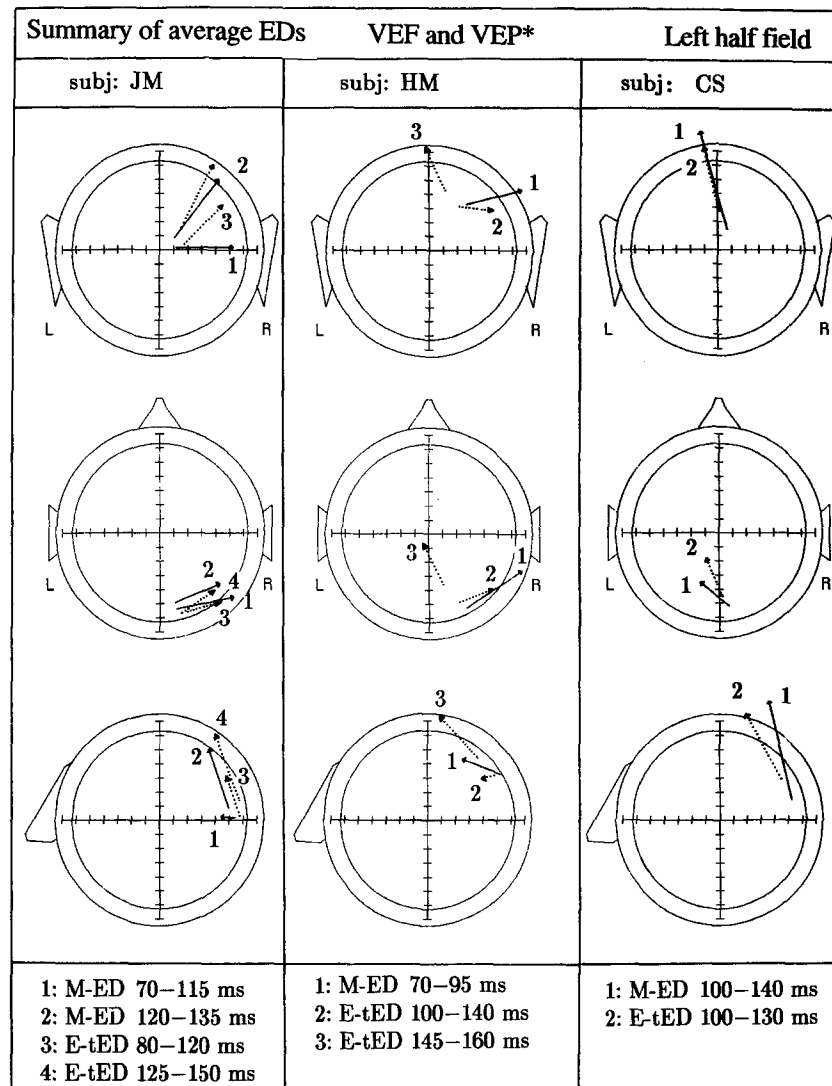 Summary of average EDs VEF and VEP* Left half field
subj: JM subj: HM subj: CS
2
3
1
L R
3
1
2
L R
1
2
L R
2
4
1
3
L R
3
1
2
L R
2
1
L R
4
2
3
1
3
1
2
2
1
1: M-ED 70–115 ms
2: M-ED 120–135 ms
3: E-tED 80–120 ms
4: E-tED 125–150 ms
1: M-ED 70–95 ms
2: E-tED 100–140 ms
3: E-tED 145–160 ms
1: M-ED 100–140 ms
2: E-tED 100–130 ms